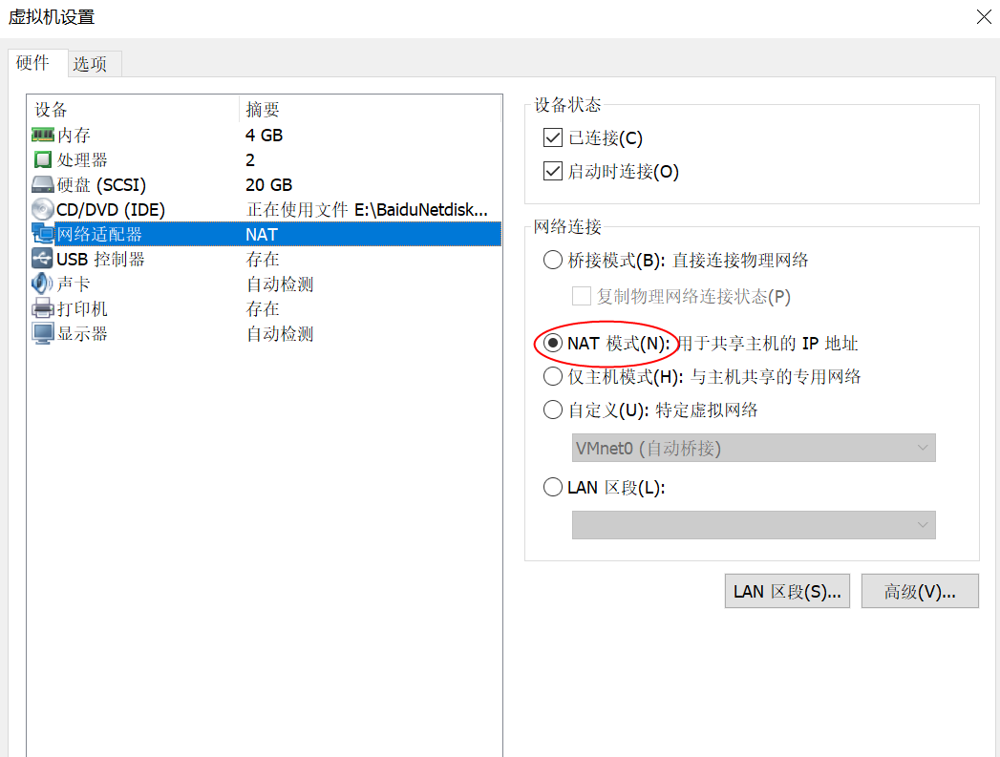 虚拟机设置
硬件 选项
设备 摘要
内存 4 GB
处理器 2
硬盘 (SCSI) 20 GB
CD/DVD (IDE) 正在使用文件 E:\BaiduNetdisk...
网络适配器 NAT
USB 控制器 存在
声卡 自动检测
打印机 存在
显示器 自动检测
设备状态
已连接(C)
启动时连接(O)
网络连接
桥接模式(B): 直接连接物理网络
复制物理网络连接状态(P)
NAT 模式(N): 用于共享主机的 IP 地址
仅主机模式(H): 与主机共享的专用网络
自定义(U): 特定虚拟网络
VMnet0 (自动桥接)
LAN 区段(L):
LAN 区段(S)... 高级(V)...